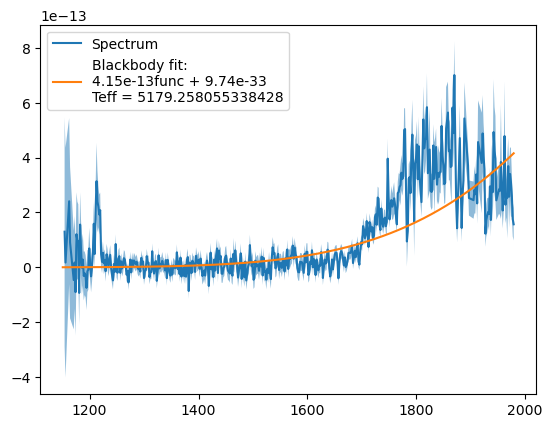 1e−13
Spectrum
Blackbody fit:
4.15e-13func + 9.74e-33
Teff = 5179.258055338428
8
6
4
2
0
−2
−4
1200
1400
1600
1800
2000